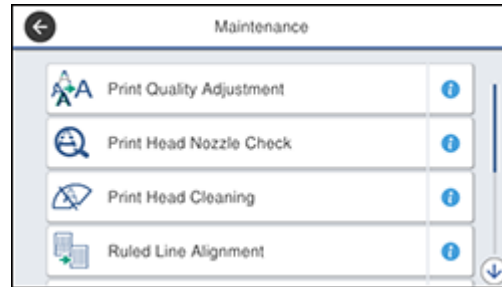 Maintenance
Print Quality Adjustment
Print Head Nozzle Check
Print Head Cleaning
Ruled Line Alignment